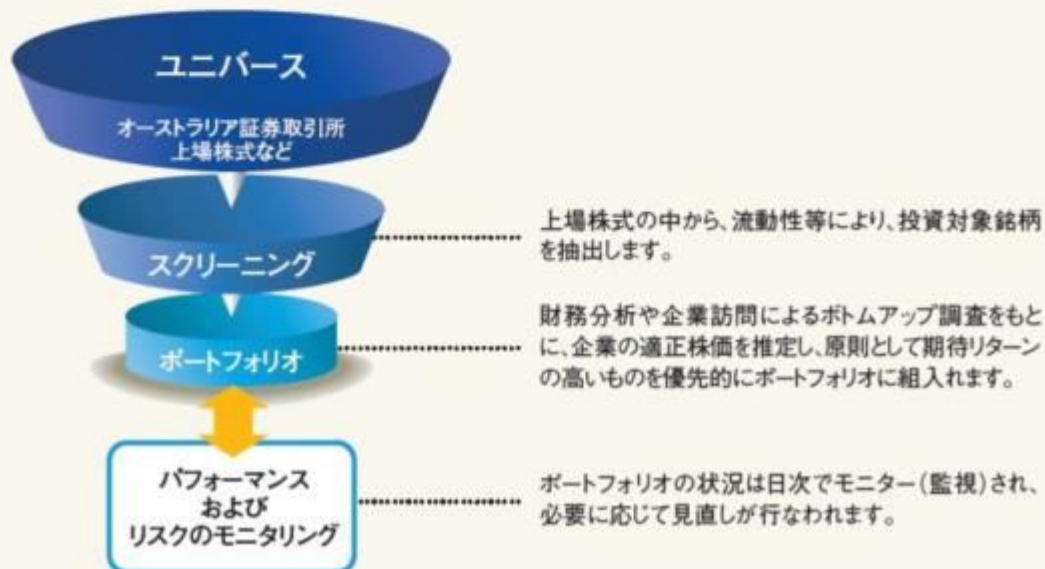 ユニバース
オーストラリア証券取引所
上場株式など
スクリーニング
上場株式の中から、流動性等により、投資対象銘柄
を抽出します。
ポートフォリオ
財務分析や企業訪問によるボトムアップ調査をもと
に、企業の適正株価を推定し、原則として期待リターン
の高いものを優先的にポートフォリオに組入れます。
パフォーマンス
および
リスクのモニタリング
ポートフォリオの状況は日次でモニター(監視)され、
必要に応じて見直しが行なわれます。